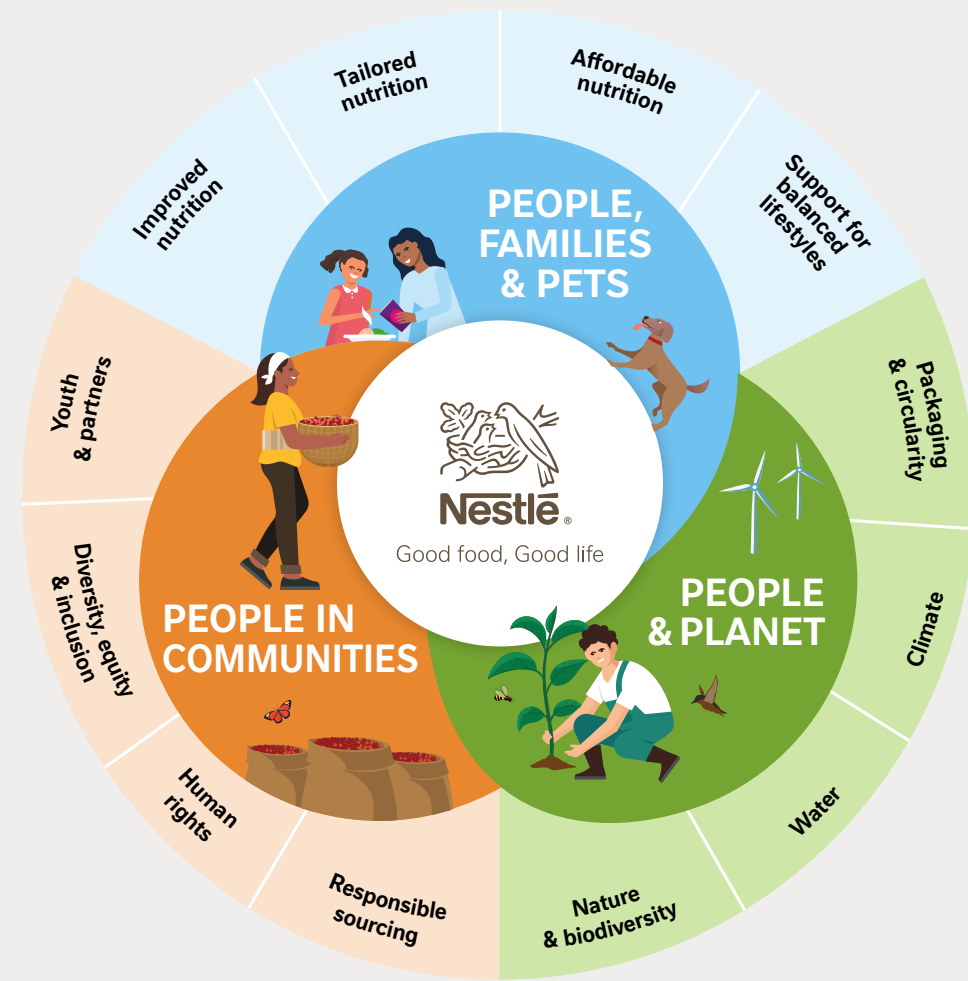 Tailored
nutrition
Affordable
nutrition
Support for
balanced
lifestyles
Packaging
& circularity
Climate
Water
Nature
& biodiversity
Responsible
sourcing
Human
rights
Diversity, equity
& inclusion
Youth
& partners
Improved
nutrition
PEOPLE,
FAMILIES
& PETS
PEOPLE
& PLANET
PEOPLE IN
COMMUNITIES
Nestlé®
Good food, Good life